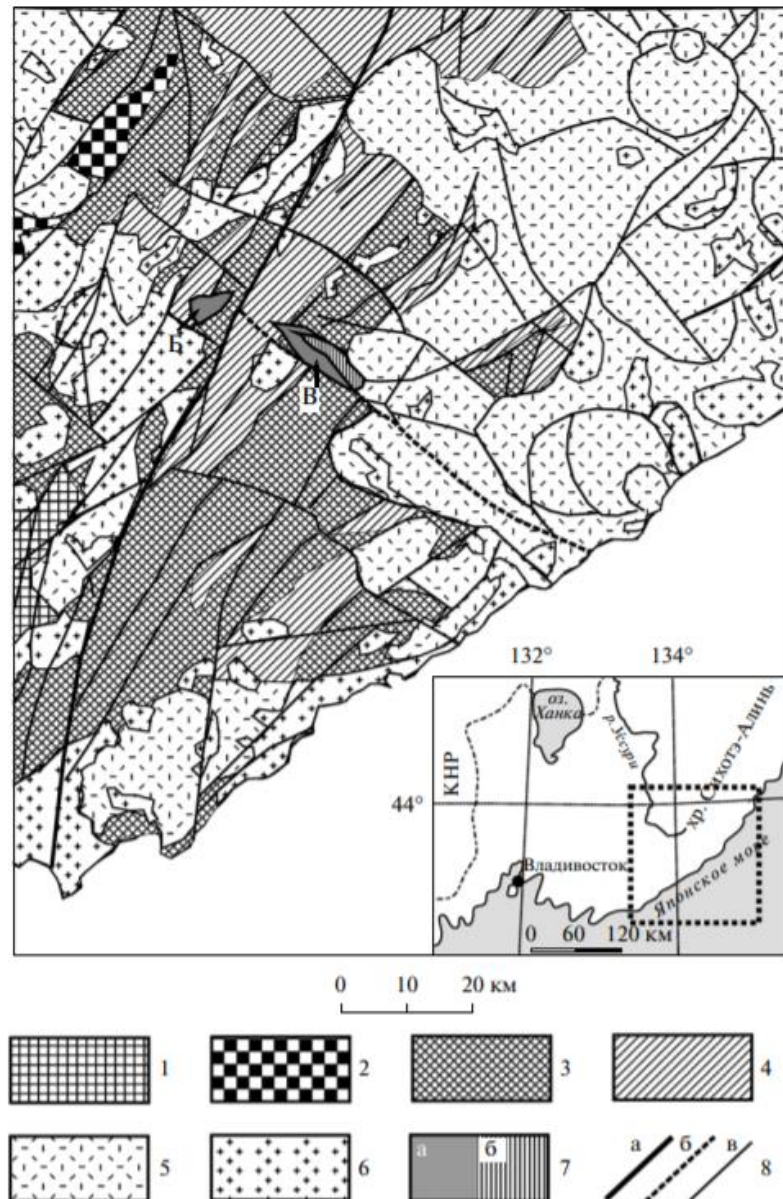 Б
В
132°
134°
оз.
Ханка
р. Уссури
хр. Сихотэ-Алинь
КНР
44°
Владивосток
Японское море
0 60 120 км
0 10 20 км
1
2
3
4
а б
5
6
7
а б в
8